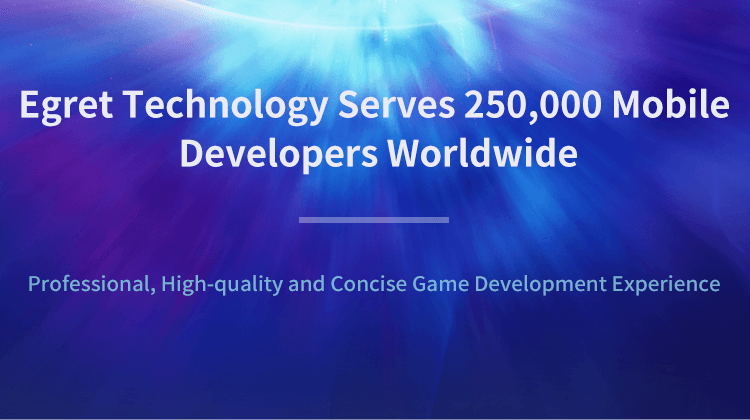 Egret Technology Serves 250,000 Mobile
Developers Worldwide
Professional, High-quality and Concise Game Development Experience